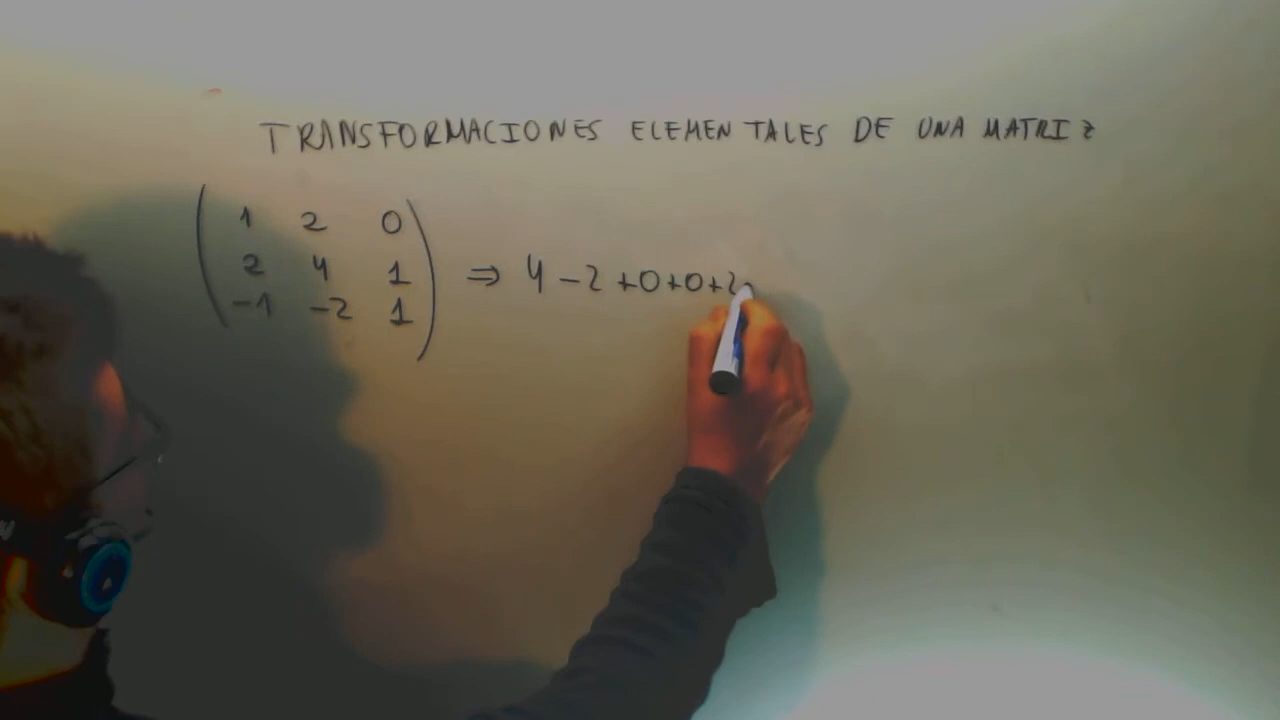 TRANSFORMACIONES ELEMENTALES DE UNA MATRIZ
1 2 0
2 4 1 ⇒ 4 - 2 + 0 + 0 + 2
-1 -2 1